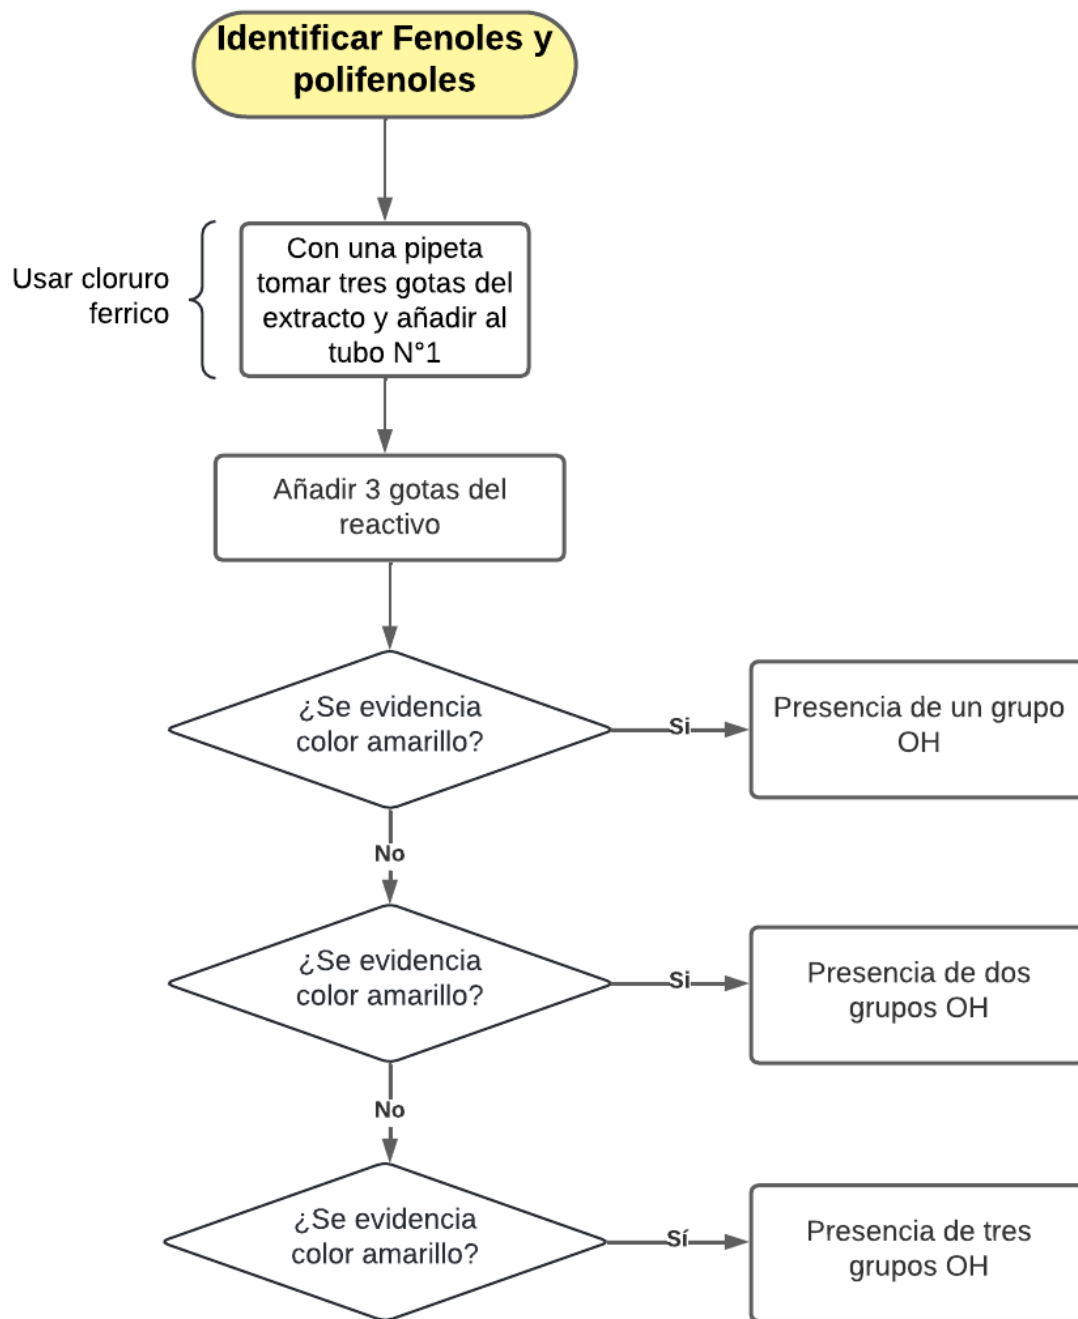 Identificar Fenoles y
polifenoles
Usar cloruro
ferrico
Con una pipeta
tomar tres gotas del
extracto y añadir al
tubo N°1
Añadir 3 gotas del
reactivo
¿Se evidencia
color amarillo?
Si
Presencia de un grupo
OH
No
¿Se evidencia
color amarillo?
Si
Presencia de dos
grupos OH
No
¿Se evidencia
color amarillo?
Sí
Presencia de tres
grupos OH